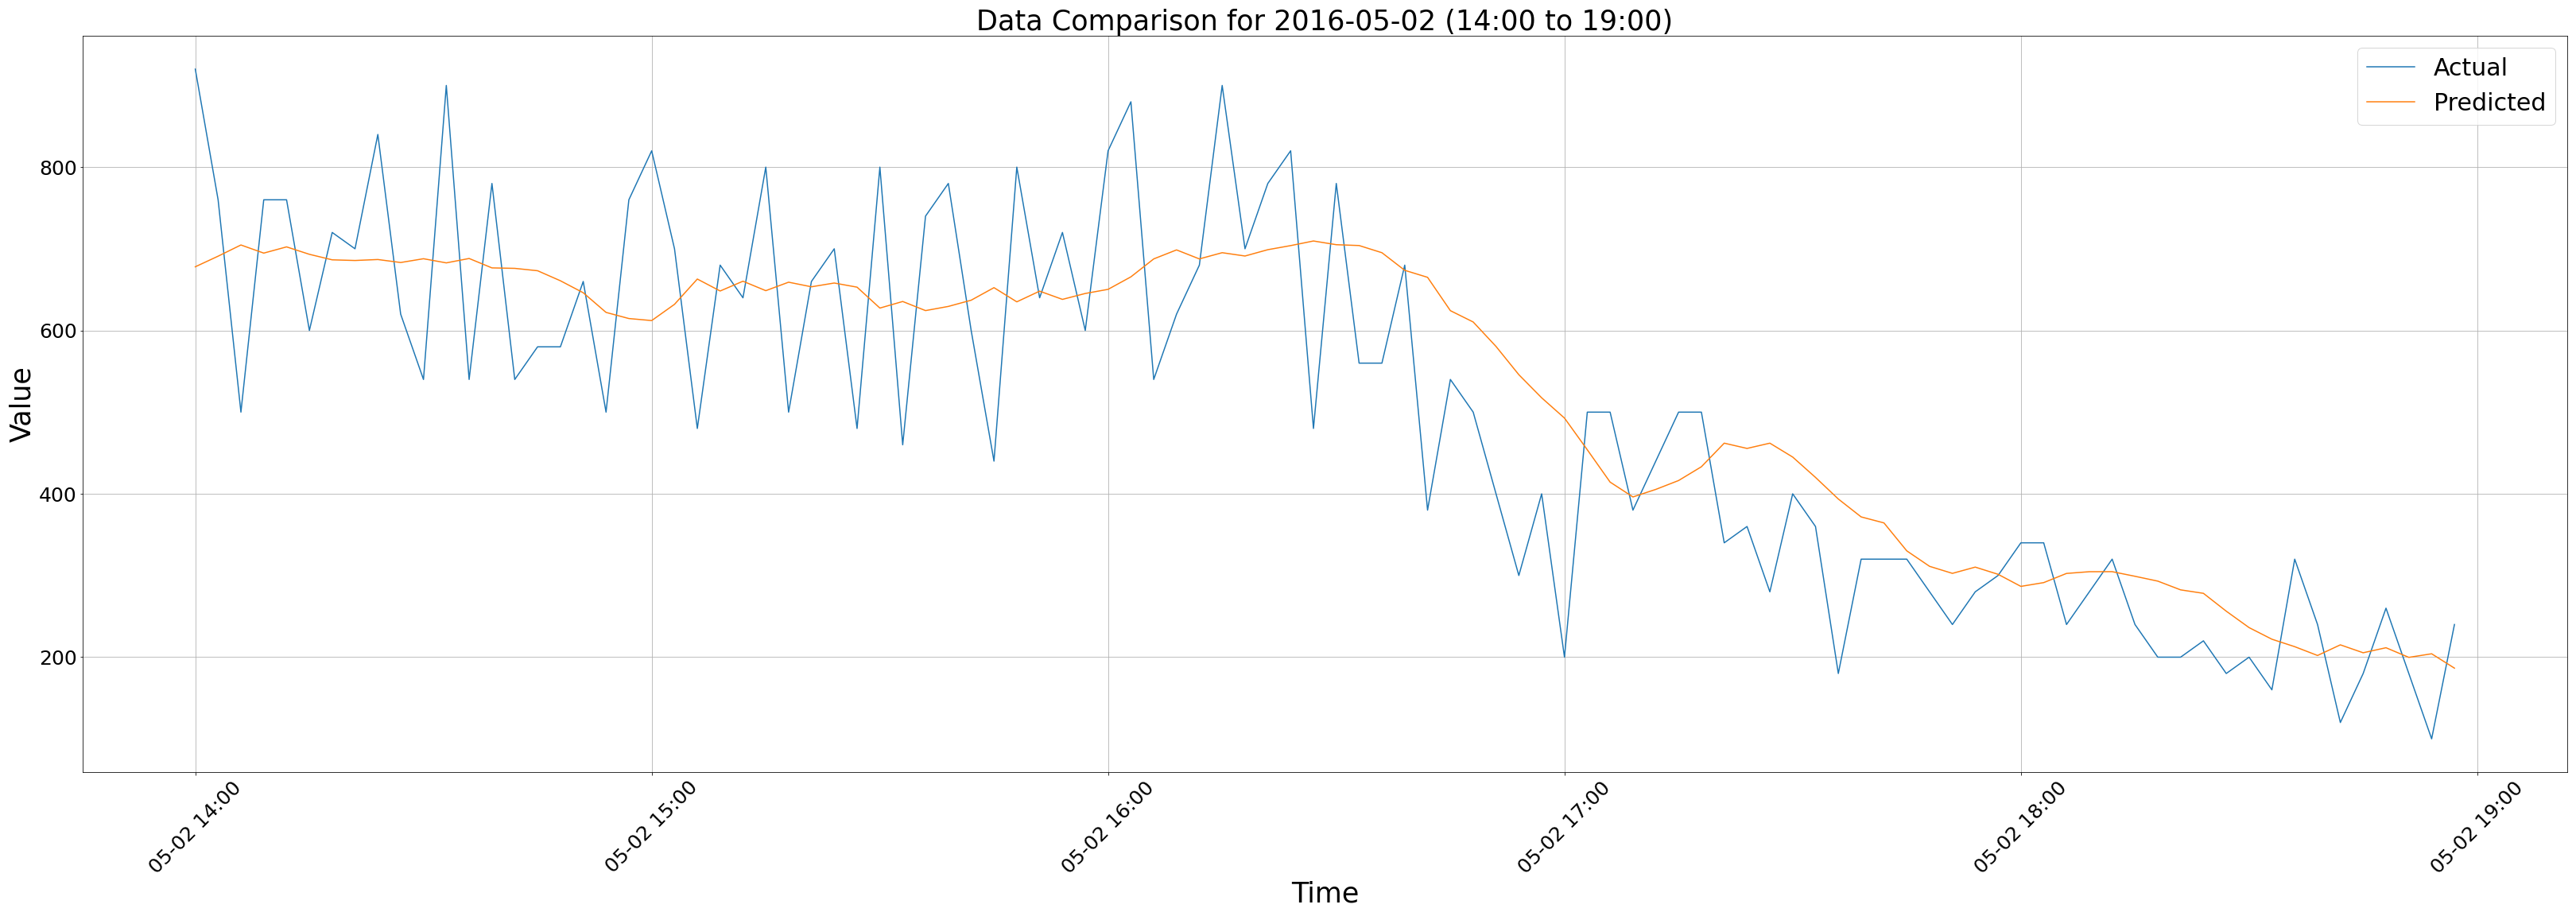 Data Comparison for 2016-05-02 (14:00 to 19:00)
Actual
Predicted
800
600
400
200
Value
05-02 14:00
05-02 15:00
05-02 16:00
05-02 17:00
05-02 18:00
05-02 19:00
Time